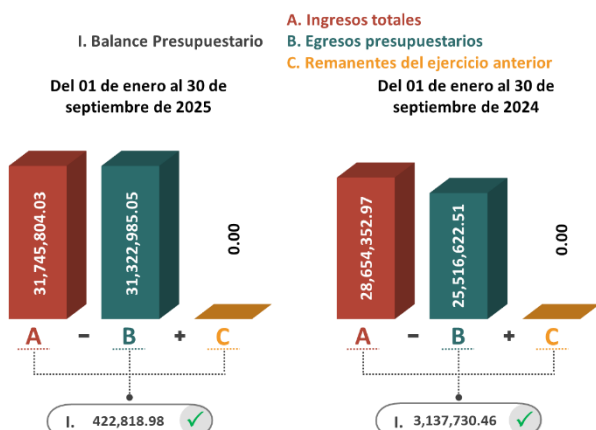 A. Ingresos totales
I. Balance Presupuestario
B. Egresos presupuestarios
C. Remanentes del ejercicio anterior
Del 01 de enero al 30 de
septiembre de 2025
31,745,804.03
31,322,985.05
0.00
A – B + C
I. 422,818.98
Del 01 de enero al 30 de
septiembre de 2024
28,654,352.97
25,516,622.51
0.00
A – B + C
I. 3,137,730.46